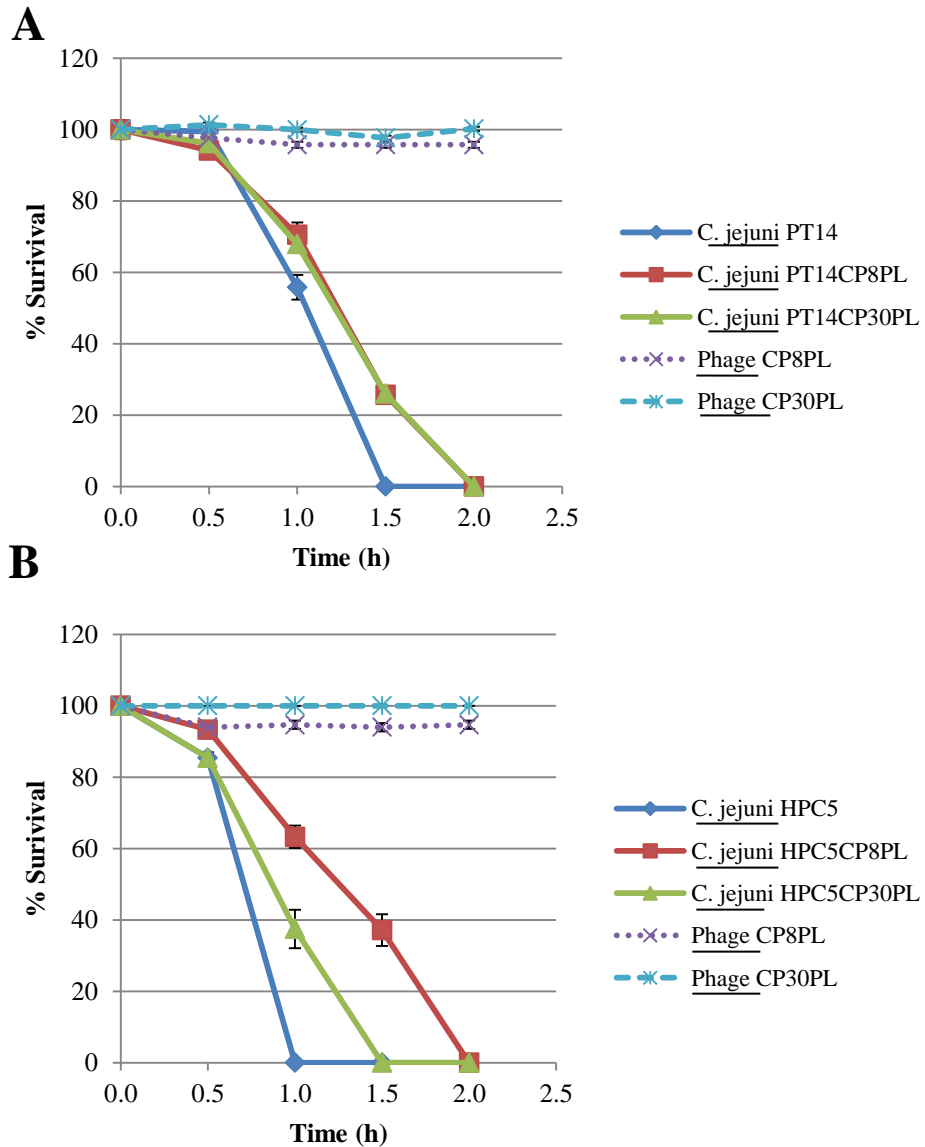 A
120
100
80
60
40
20
0
% Surivival
0.0 0.5 1.0 1.5 2.0 2.5
Time (h)
C. jejuni PT14
C. jejuni PT14CP8PL
C. jejuni PT14CP30PL
Phage CP8PL
Phage CP30PL
B
120
100
80
60
40
20
0
% Surivival
0.0 0.5 1.0 1.5 2.0 2.5
Time (h)
C. jejuni HPC5
C. jejuni HPC5CP8PL
C. jejuni HPC5CP30PL
Phage CP8PL
Phage CP30PL